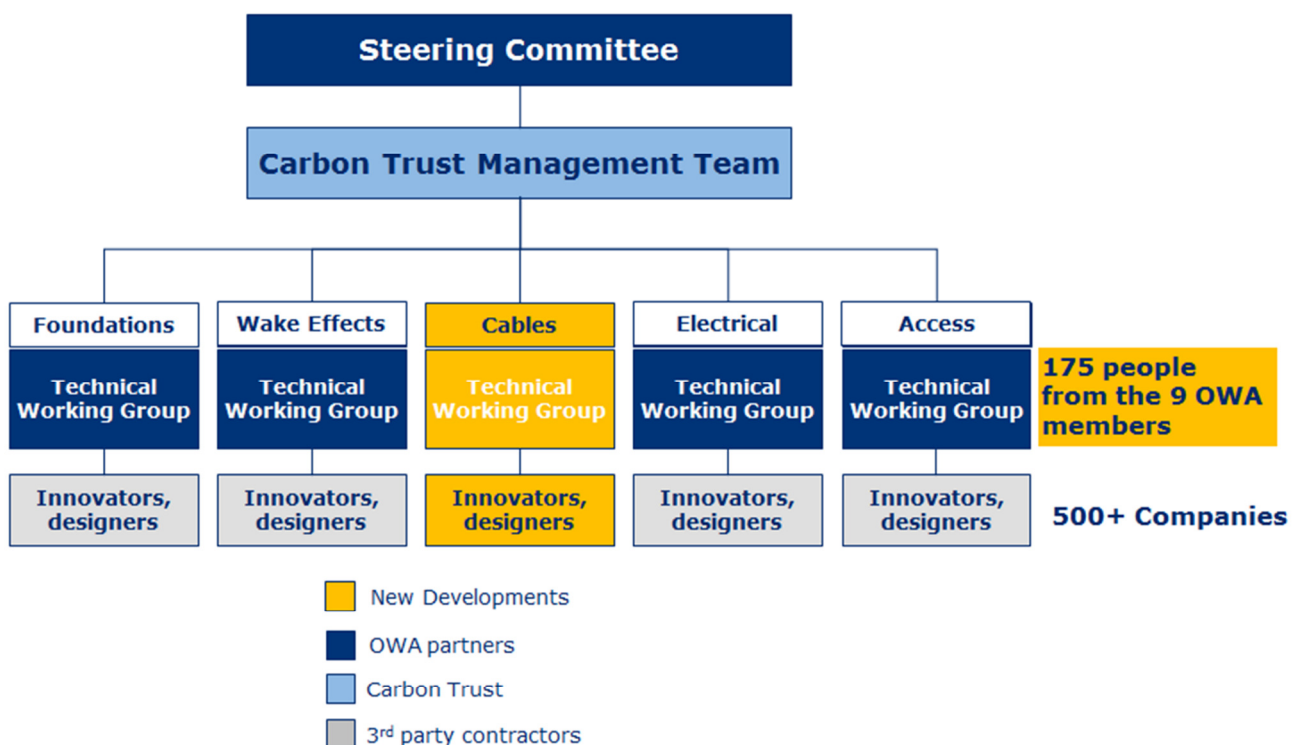 Steering Committee
Carbon Trust Management Team
Foundations
Wake Effects
Cables
Electrical
Access
Technical
Working Group
Technical
Working Group
Technical
Working Group
Technical
Working Group
Technical
Working Group
175 people
from the 9 OWA
members
Innovators,
designers
Innovators,
designers
Innovators,
designers
Innovators,
designers
Innovators,
designers
500+ Companies
New Developments
OWA partners
Carbon Trust
3rd party contractors